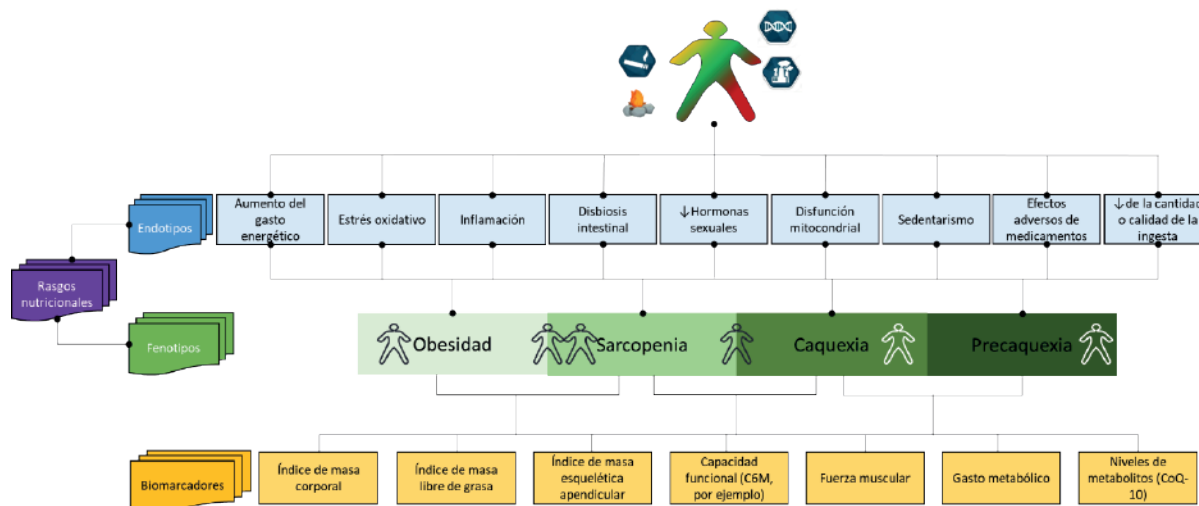 Aumento del
gasto
energético
Estrés oxidativo
Inflamación
Disbiosis
intestinal
↓Hormonas
sexuales
Disfunción
mitocondrial
Sedentarismo
Efectos
adversos de
medicamentos
↓de la cantidad
o calidad de la
ingesta
Endotipos
Rasgos
nutricionales
Fenotipos
Obesidad
Sarcopenia
Caquexia
Precaquexia
Biomarcadores
Índice de masa
corporal
Índice de masa
libre de grasa
Índice de masa
esquelética
apendicular
Capacidad
funcional (C6M,
por ejemplo)
Fuerza muscular
Gasto metabólico
Niveles de
metabolitos (CoQ-
10)